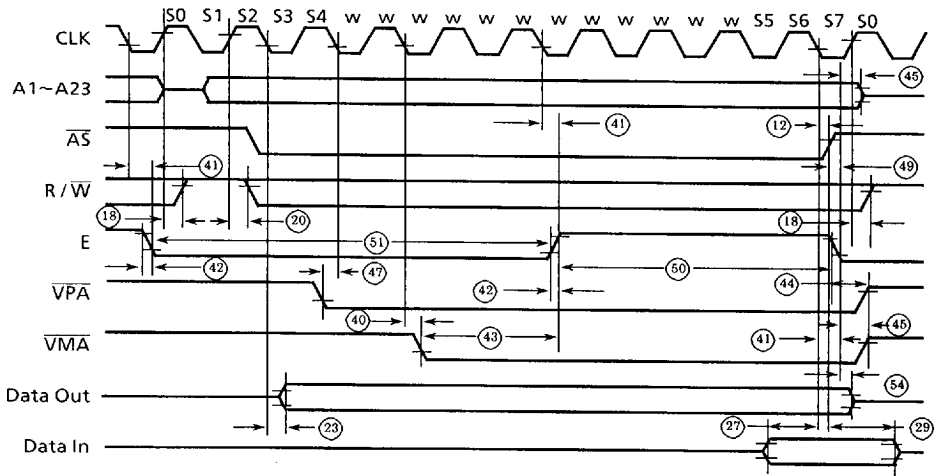 S0 S1 S2 S3 S4 w w w w w w w w w w w w S5 S6 S7 S0
CLK
45
A1~A23
41 12
AS
41 49
R / W
18 20 18
E
51
42 47 50
VPA
42 44
40 43 41 45
VMA
54
Data Out
23 27 29
Data In